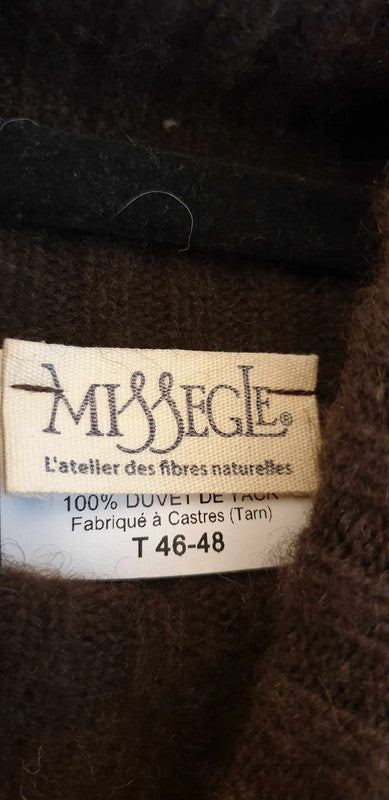 MISSEGLE®
L'atelier des fibres naturelles
100% DUVET DE YACK
Fabriqué à Castres (Tarn)
T 46-48